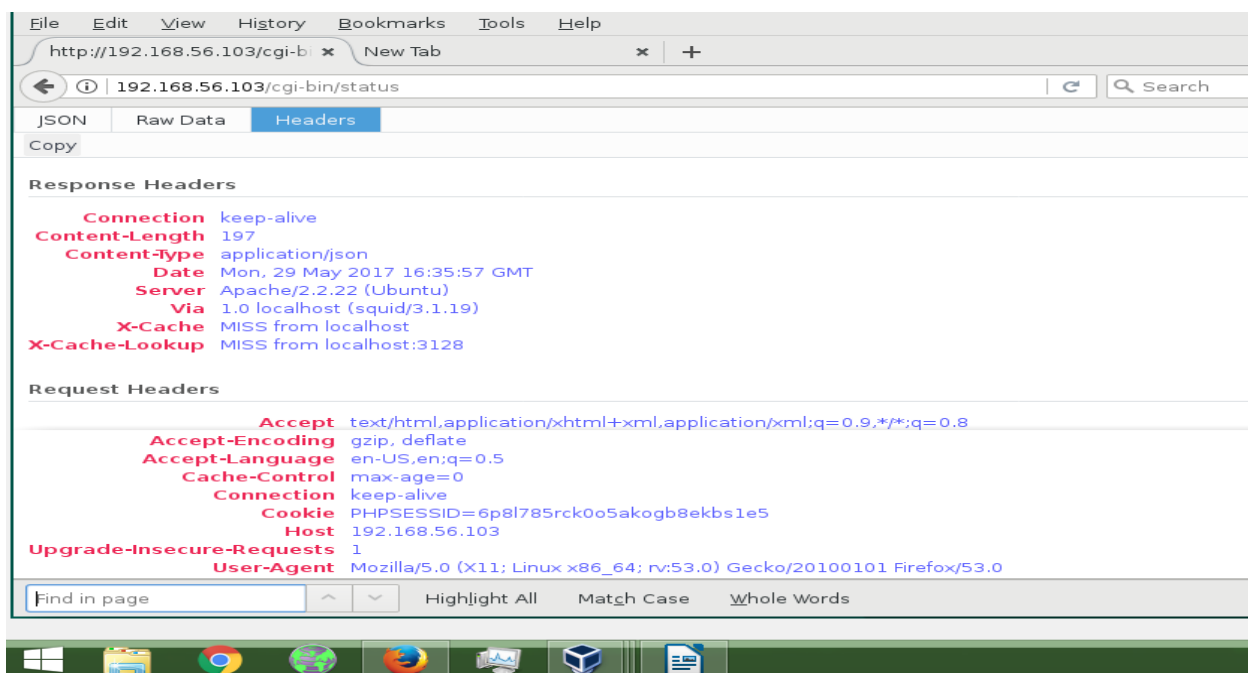 File Edit View History Bookmarks Tools Help
http://192.168.56.103/cgi-bi New Tab
192.168.56.103/cgi-bin/status Search
JSON Raw Data Headers
Copy
Response Headers
Connection keep-alive
Content-Length 197
Content-Type application/json
Date Mon, 29 May 2017 16:35:57 GMT
Server Apache/2.2.22 (Ubuntu)
Via 1.0 localhost (squid/3.1.19)
X-Cache MISS from localhost
X-Cache-Lookup MISS from localhost:3128
Request Headers
Accept text/html,application/xhtml+xml,application/xml;q=0.9,*/*;q=0.8
Accept-Encoding gzip, deflate
Accept-Language en-US,en;q=0.5
Cache-Control max-age=0
Connection keep-alive
Cookie PHPSESSID=6p8l785rck0o5akogb8ekbs1e5
Host 192.168.56.103
Upgrade-Insecure-Requests 1
User-Agent Mozilla/5.0 (X11; Linux x86_64; rv:53.0) Gecko/20100101 Firefox/53.0
Find in page Highlight All Match Case Whole Words